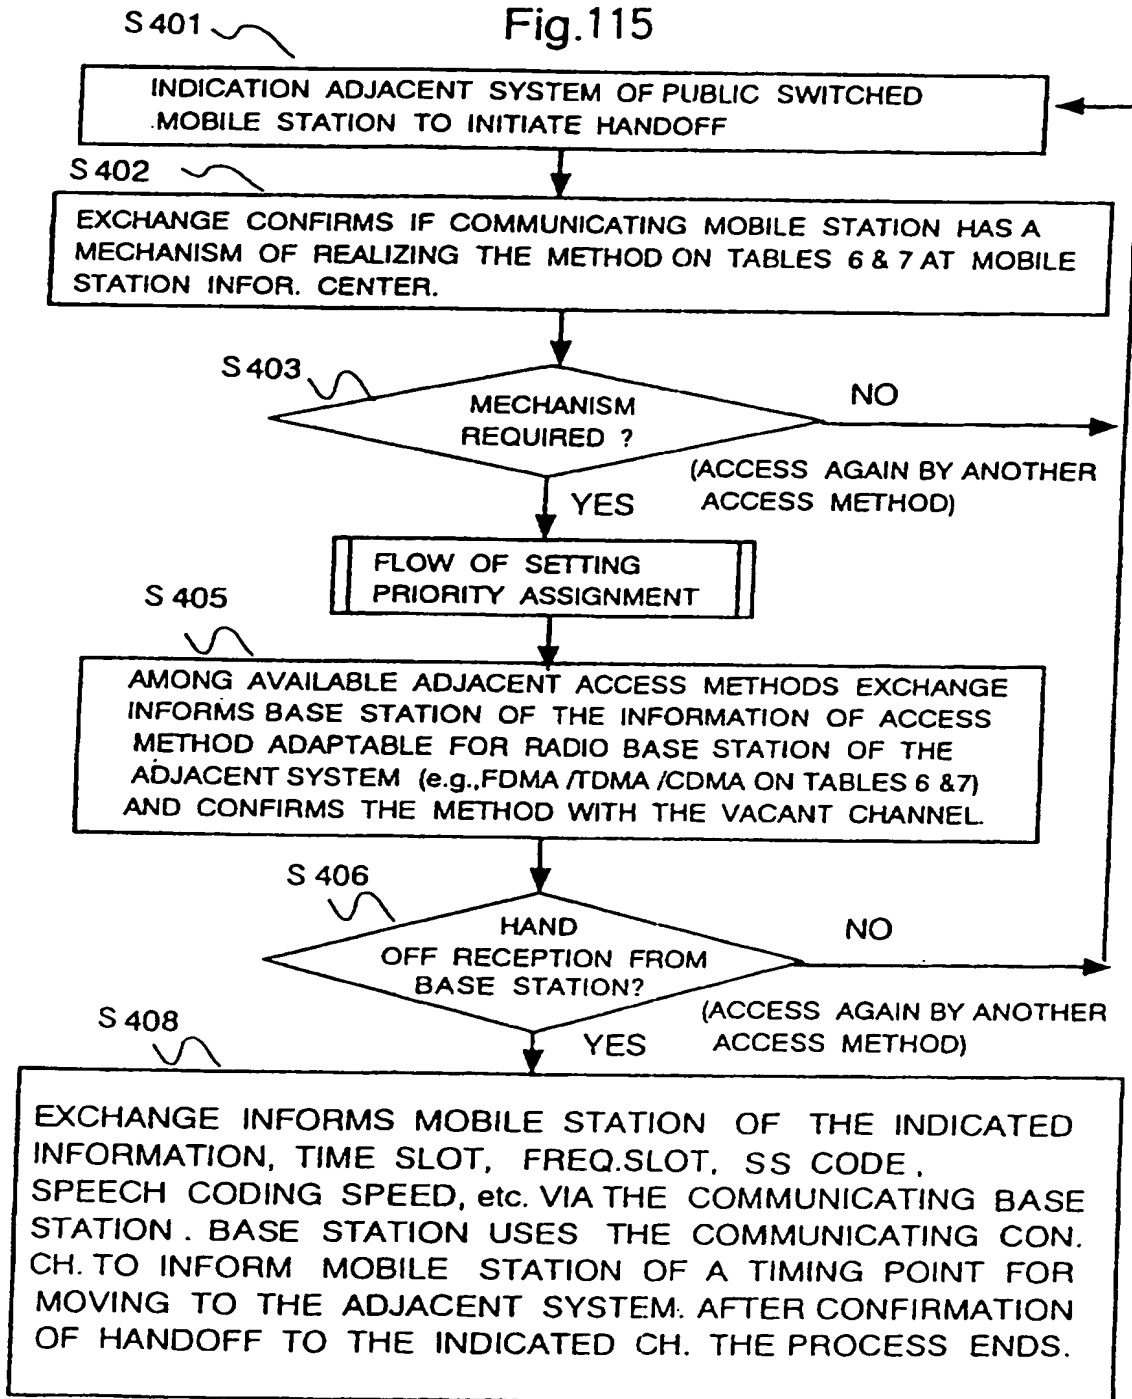 Fig.115
S401
INDICATION ADJACENT SYSTEM OF PUBLIC SWITCHED
MOBILE STATION TO INITIATE HANDOFF
S402
EXCHANGE CONFIRMS IF COMMUNICATING MOBILE STATION HAS A
MECHANISM OF REALIZING THE METHOD ON TABLES 6 & 7 AT MOBILE
STATION INFOR. CENTER.
S403
MECHANISM
REQUIRED ?
NO
(ACCESS AGAIN BY ANOTHER
ACCESS METHOD)
YES
FLOW OF SETTING
PRIORITY ASSIGNMENT
S 405
AMONG AVAILABLE ADJACENT ACCESS METHODS EXCHANGE
INFORMS BASE STATION OF THE INFORMATION OF ACCESS
METHOD ADAPTABLE FOR RADIO BASE STATION OF THE
ADJACENT SYSTEM (e.g.,FDMA /TDMA /CDMA ON TABLES 6 &7)
AND CONFIRMS THE METHOD WITH THE VACANT CHANNEL.
S 406
HAND
OFF RECEPTION FROM
BASE STATION?
NO
(ACCESS AGAIN BY ANOTHER
ACCESS METHOD)
YES
S 408
EXCHANGE INFORMS MOBILE STATION OF THE INDICATED
INFORMATION, TIME SLOT, FREQ.SLOT, SS CODE,
SPEECH CODING SPEED, etc. VIA THE COMMUNICATING BASE
STATION . BASE STATION USES THE COMMUNICATING CON.
CH. TO INFORM MOBILE STATION OF A TIMING POINT FOR
MOVING TO THE ADJACENT SYSTEM. AFTER CONFIRMATION
OF HANDOFF TO THE INDICATED CH. THE PROCESS ENDS.